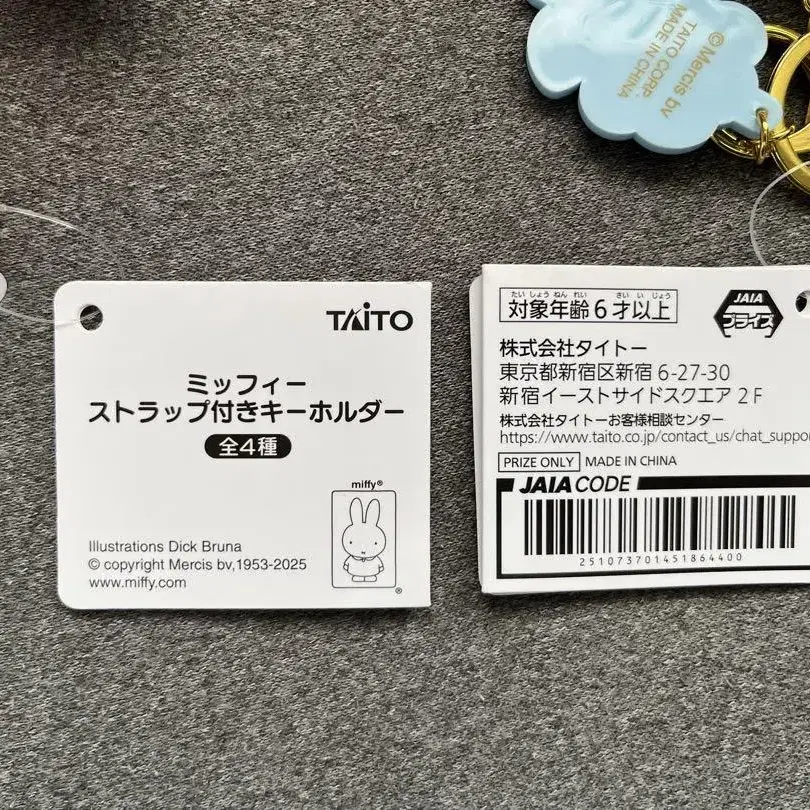 © Mercis bv
TAITO CORP.
MADE IN CHINA
TAITO
ミッフィー
ストラップ付きキーホルダー
全4種
miffy®
®
Illustrations Dick Bruna
© copyright Mercis bv,1953-2025
www.miffy.com
たいしょうねんれい さいいじょう
対象年齢6才以上
JAIA
プライズ
株式会社タイトー
東京都新宿区新宿 6-27-30
新宿イーストサイドスクエア 2F
株式会社タイトーお客様相談センター
https://www.taito.co.jp/contact_us/chat_suppo
PRIZE ONLY MADE IN CHINA
JAIA CODE
251073701451864400